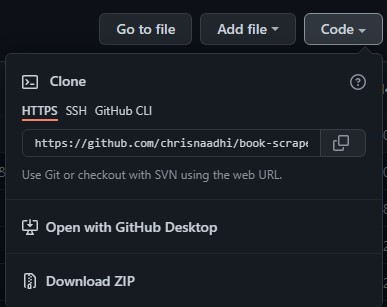 Go to file Add file Code
Clone
HTTPS SSH GitHub CLI
https://github.com/chrisnaadhi/book-scrape
Use Git or checkout with SVN using the web URL.
Open with GitHub Desktop
Download ZIP